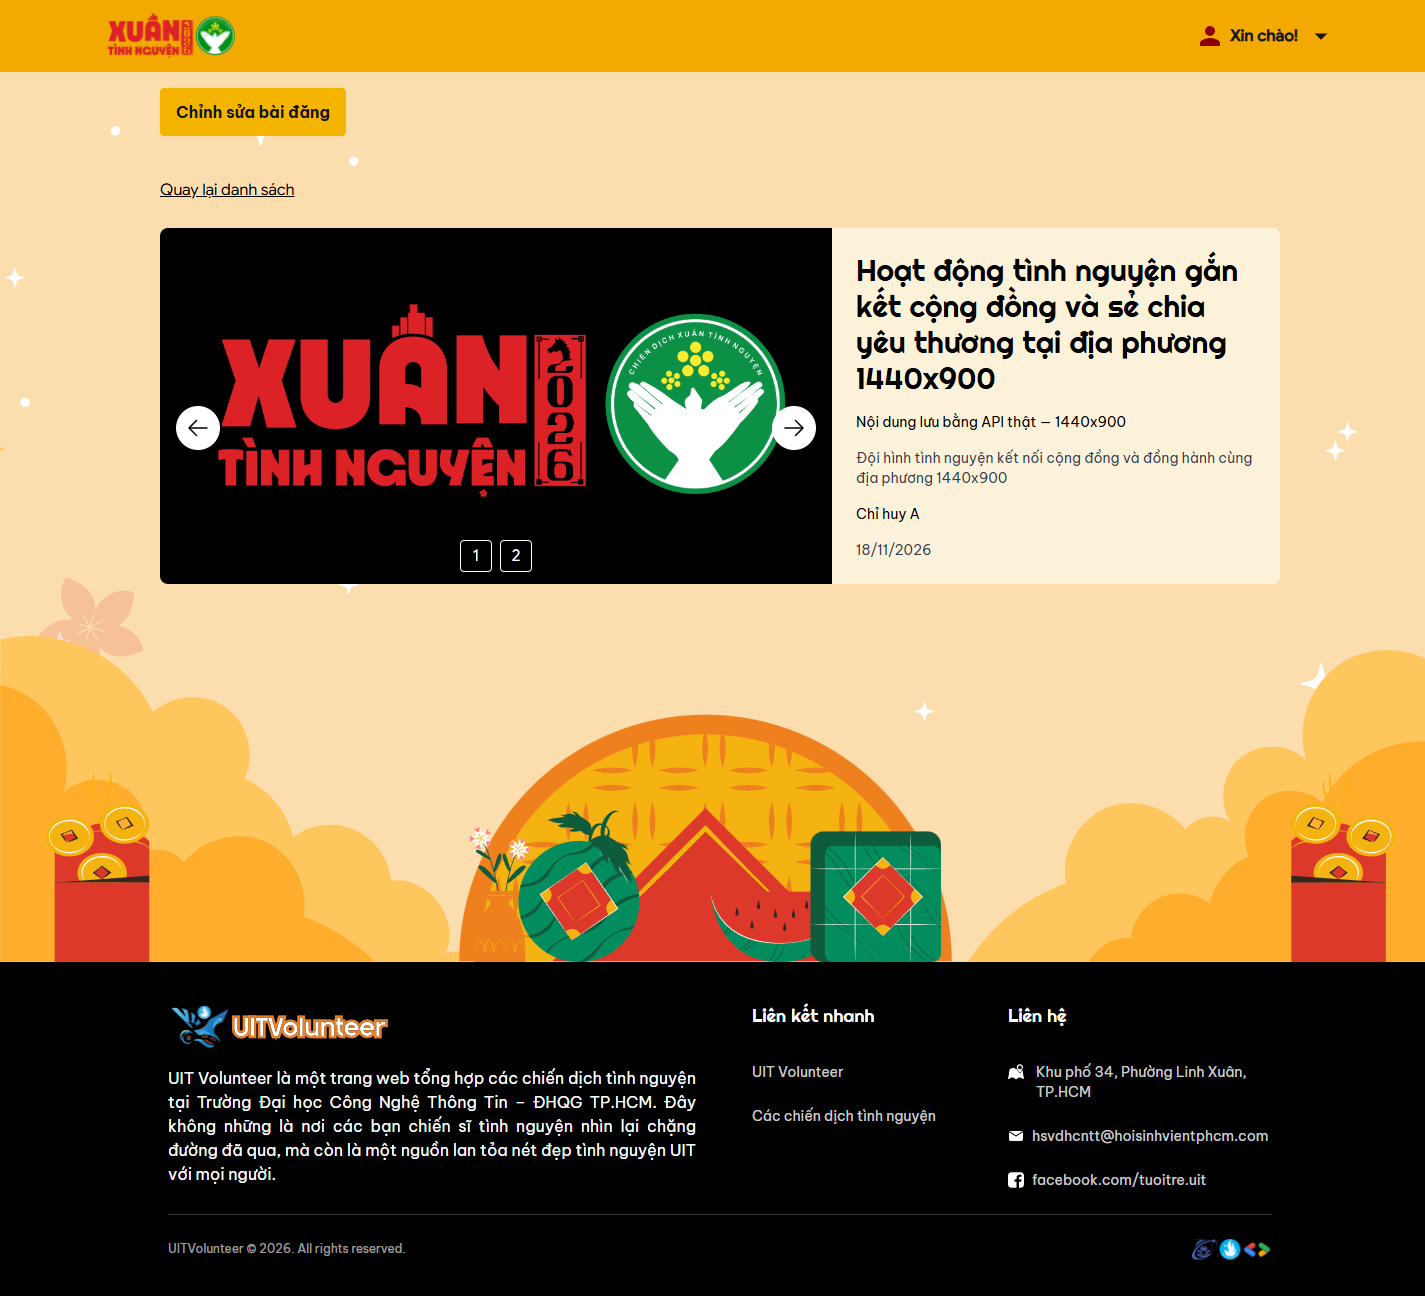 XUÂN 2026
TÌNH NGUYỆN
Xin chào!
Chỉnh sửa bài đăng
Quay lại danh sách
XUÂN
TÌNH NGUYỆN
2026
CHIẾN DỊCH XUÂN TÌNH NGUYỆN
1 2
Hoạt động tình nguyện gắn
kết cộng đồng và sẻ chia
yêu thương tại địa phương
1440x900
Nội dung lưu bằng API thật — 1440x900
Đội hình tình nguyện kết nối cộng đồng và đồng hành cùng
địa phương 1440x900
Chỉ huy A
18/11/2026
UITVolunteer
UIT Volunteer là một trang web tổng hợp các chiến dịch tình nguyện
tại Trường Đại học Công Nghệ Thông Tin – ĐHQG TP.HCM. Đây
không những là nơi các bạn chiến sĩ tình nguyện nhìn lại chặng
đường đã qua, mà còn là một nguồn lan tỏa nét đẹp tình nguyện UIT
với mọi người.
Liên kết nhanh
UIT Volunteer
Các chiến dịch tình nguyện
Liên hệ
Khu phố 34, Phường Linh Xuân,
TP.HCM
hsvdhcntt@hoisinhvientphcm.com
facebook.com/tuoitre.uit
UITVolunteer © 2026. All rights reserved.